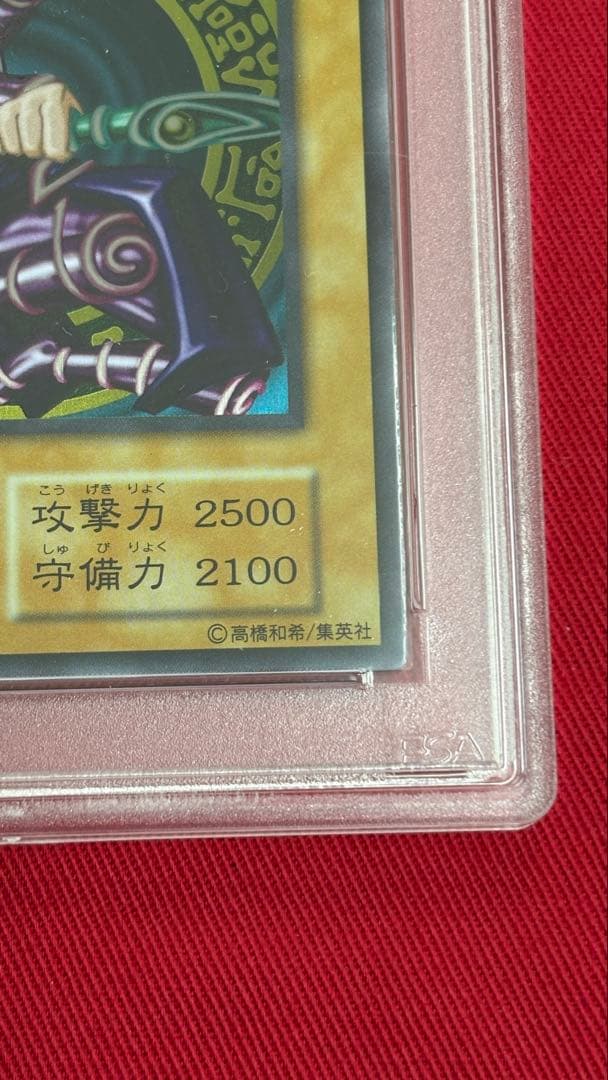 こう げき りょく
攻撃力 2500
しゅ び りょく
守備力 2100
©高橋和希/集英社
PSA